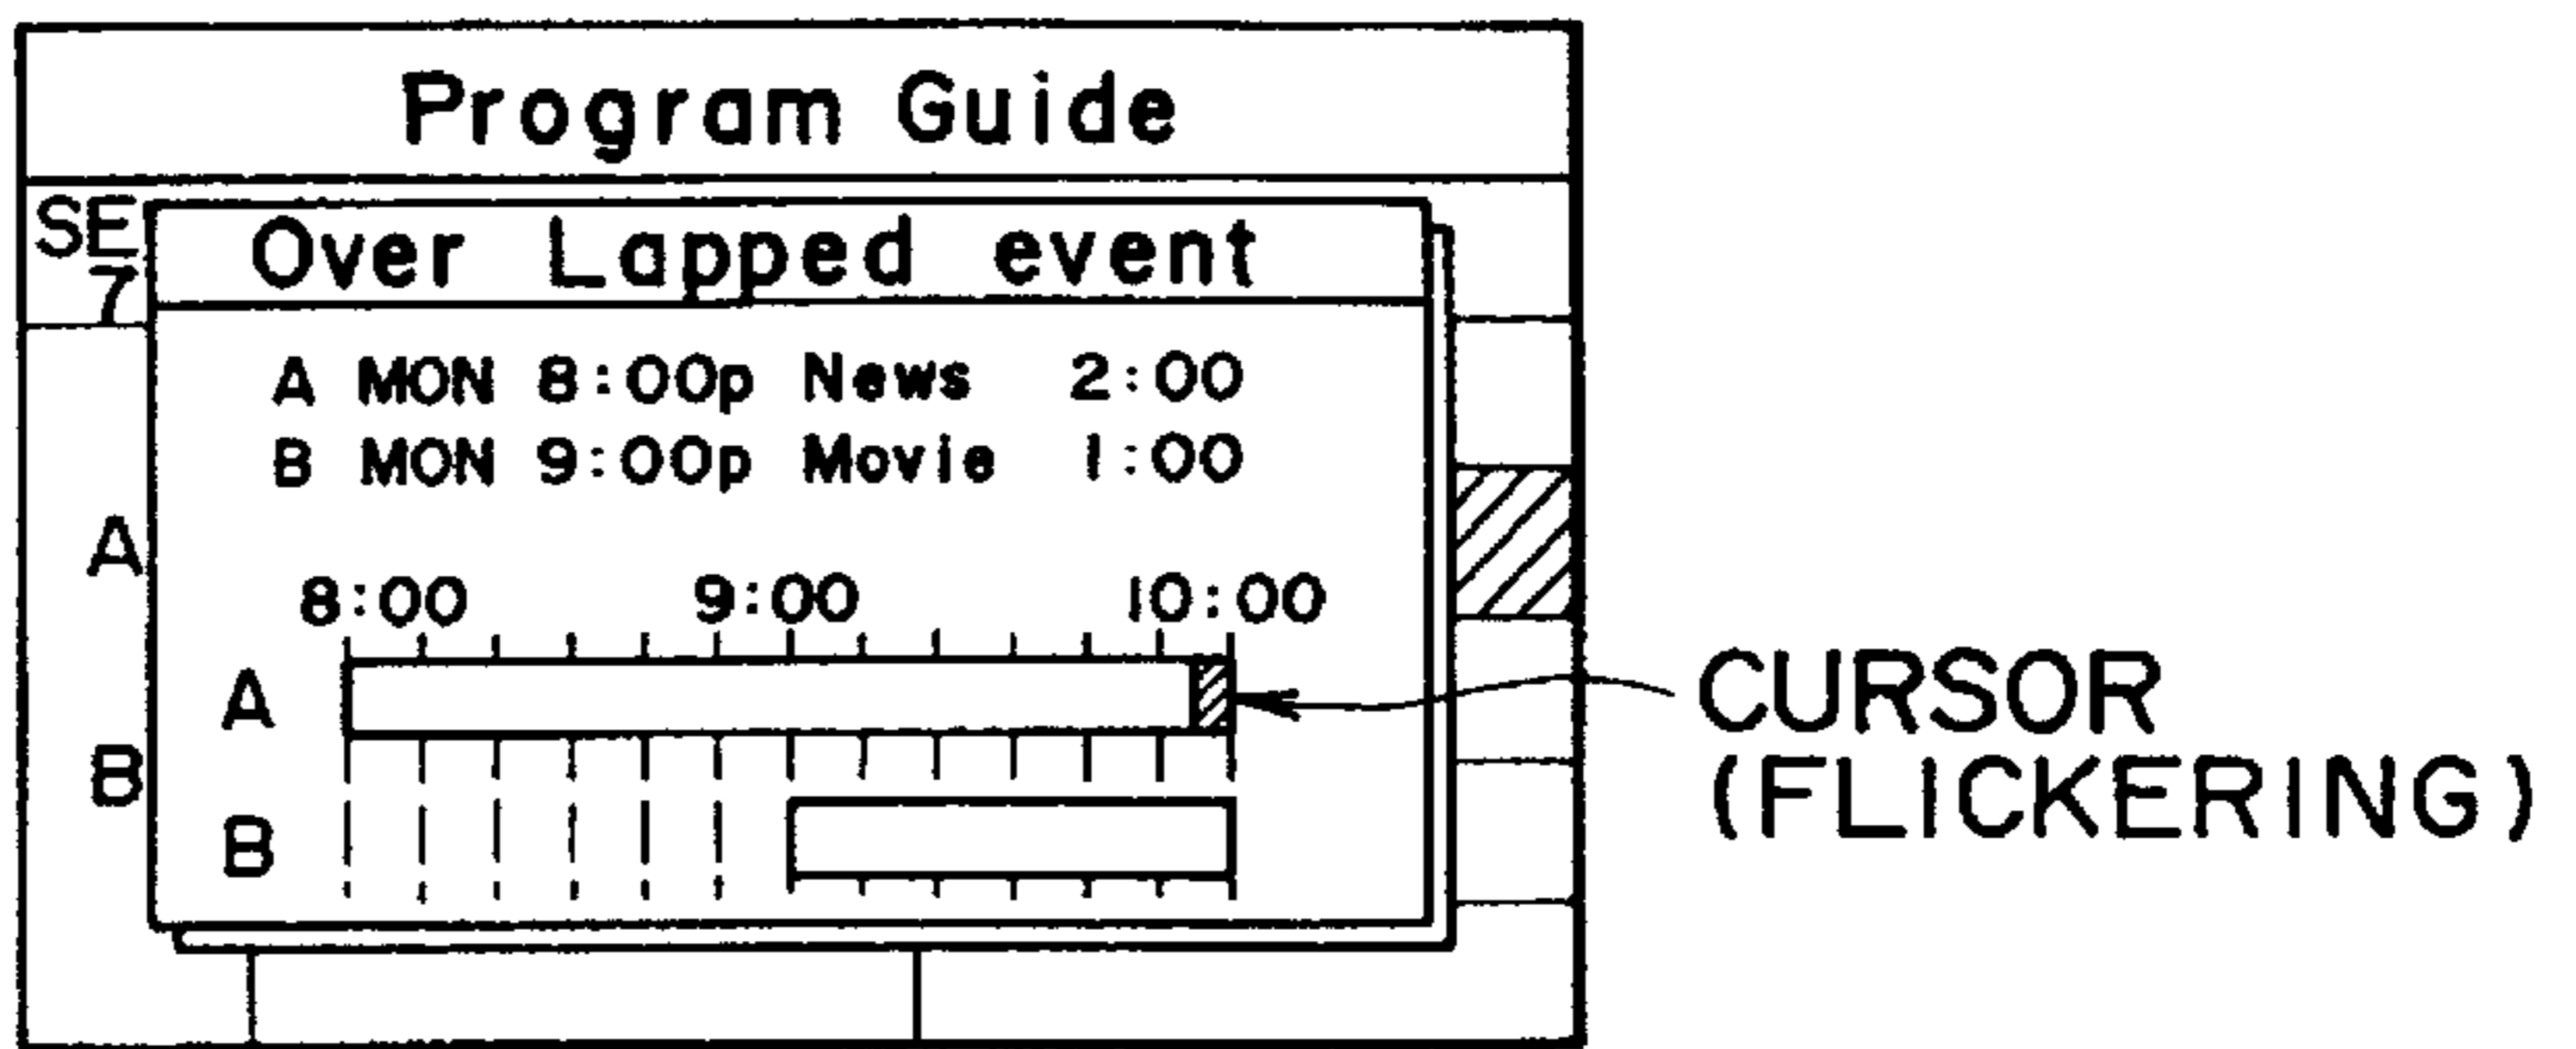 Program Guide
SE
7
Over Lapped event
A MON 8:00p News 2:00
B MON 9:00p Movie 1:00
A
8:00 9:00 10:00
A
CURSOR
(FLICKERING)
B
B